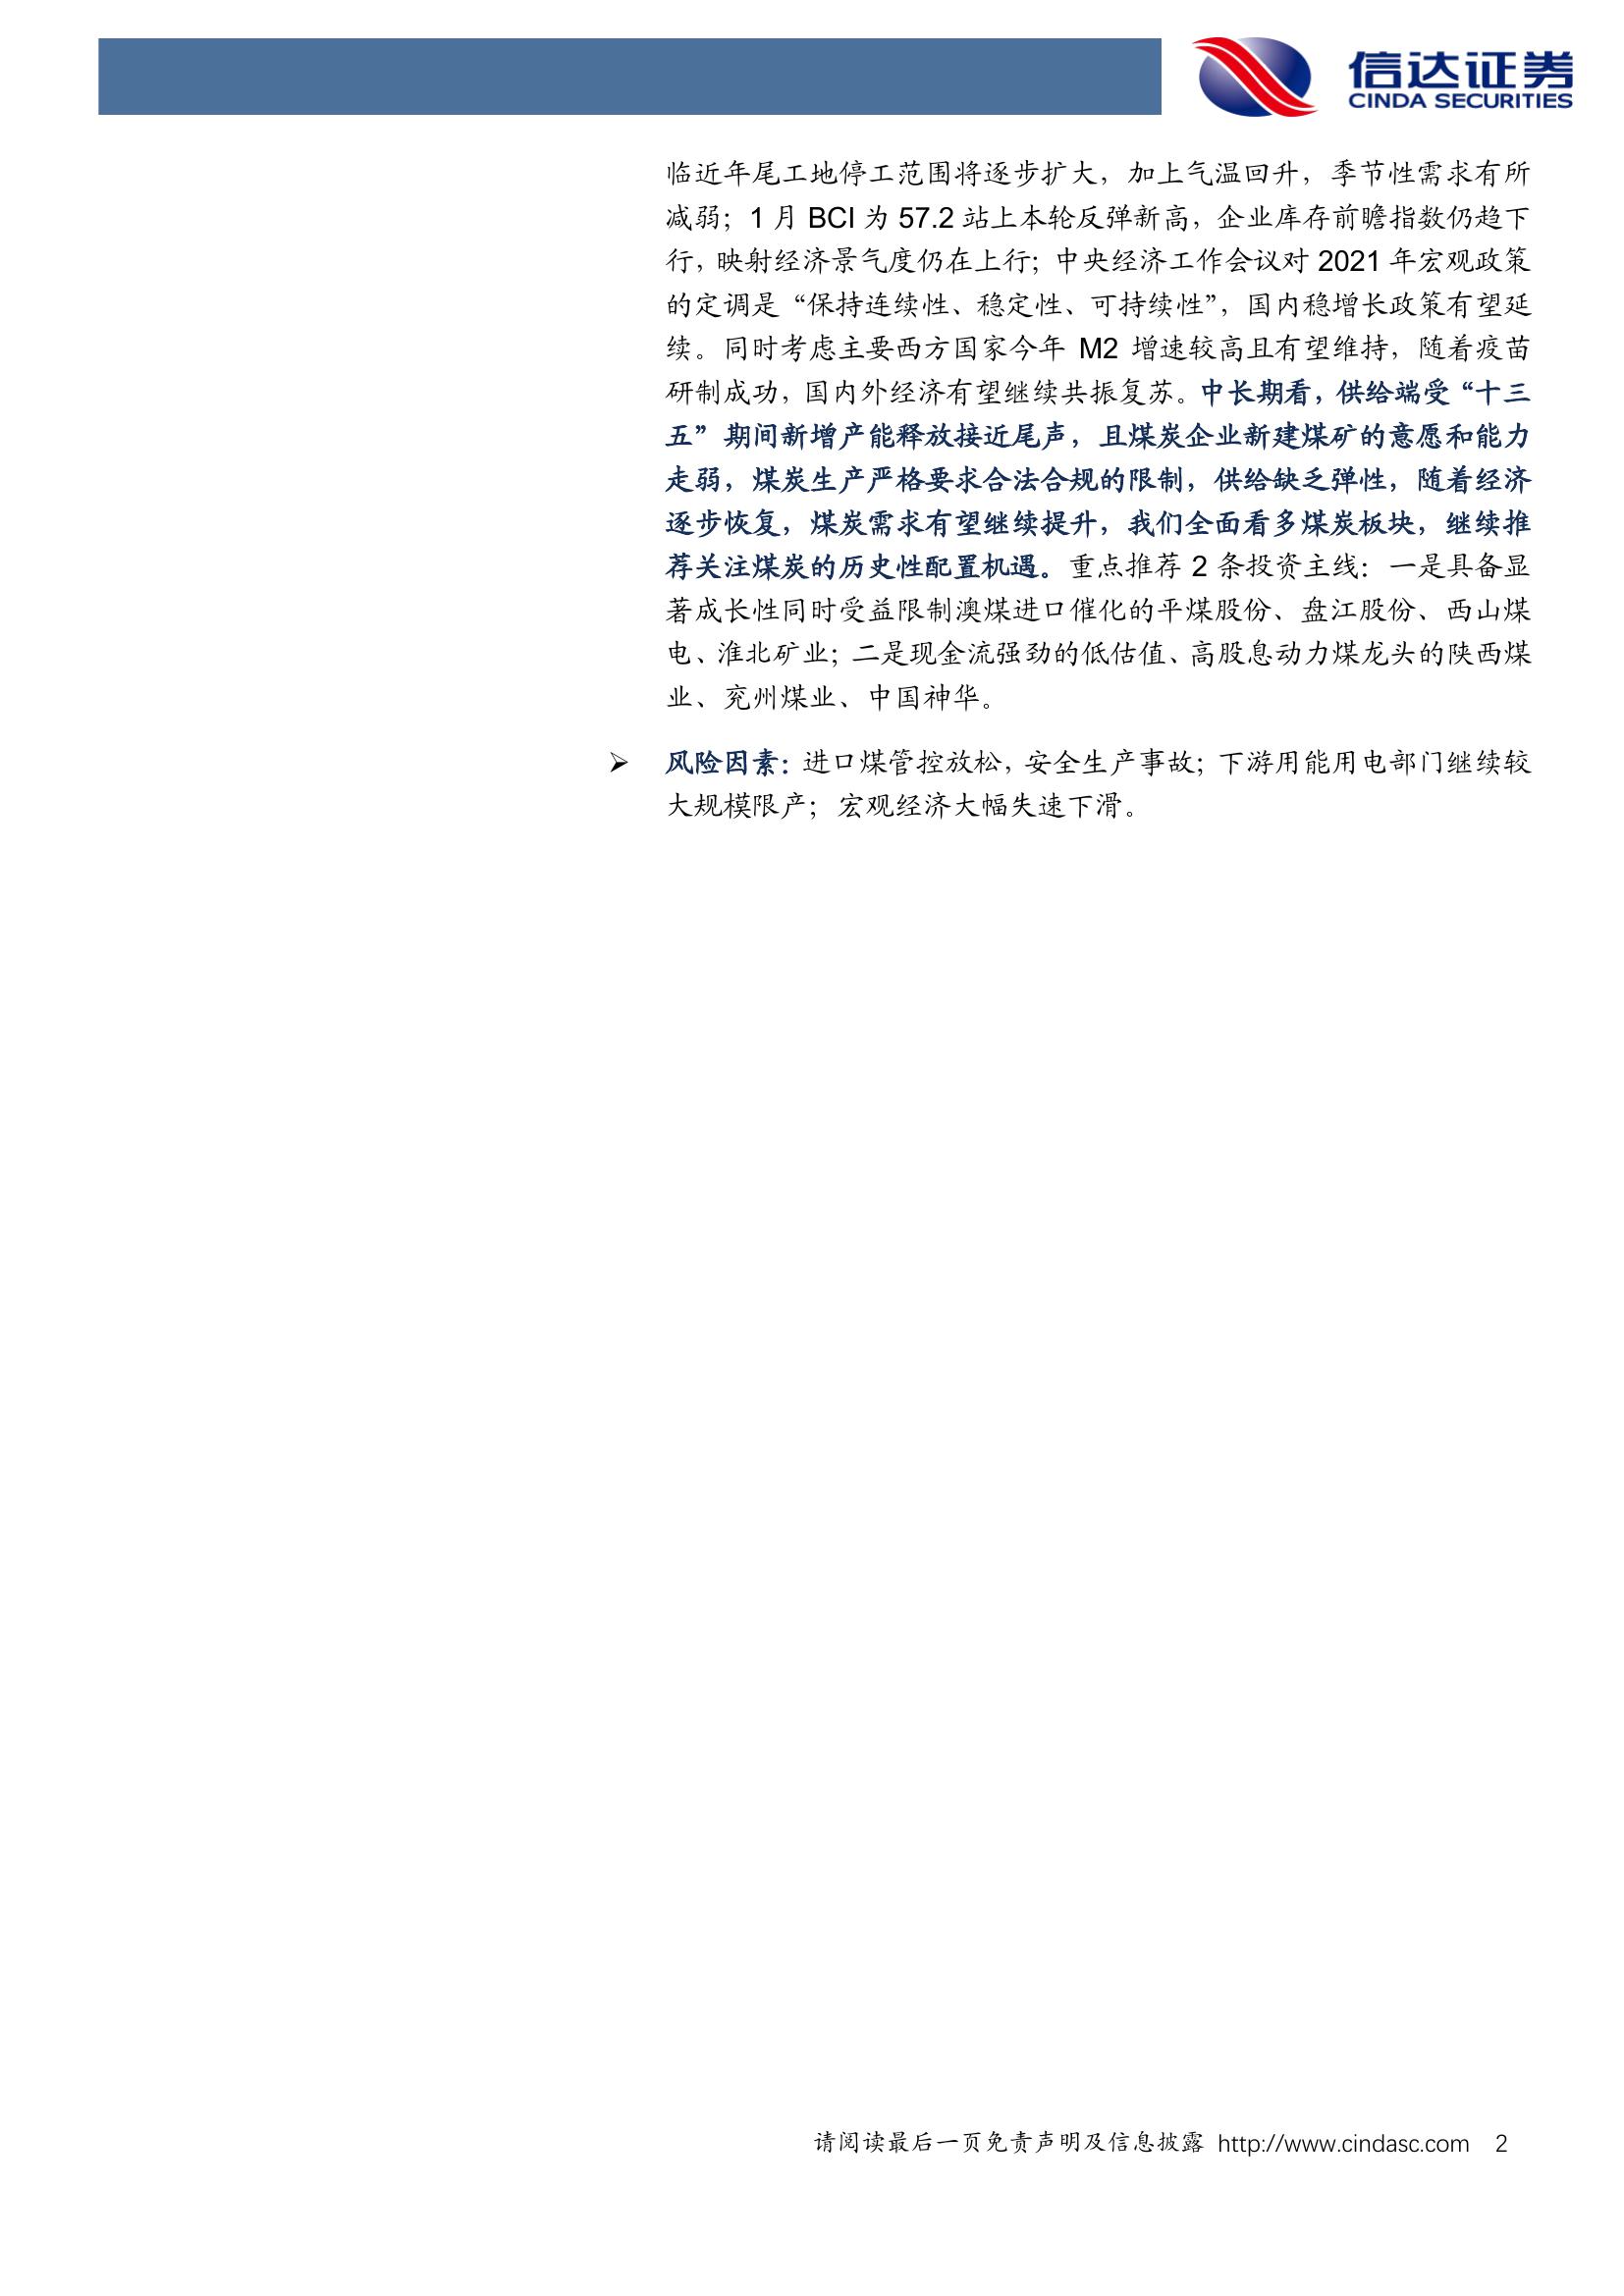 信达证券
CINDA SECURITIES
临近年尾工地停工范围将逐步扩大，加上气温回升，季节性需求有所
减弱；1 月 BCI 为 57.2 站上本轮反弹新高，企业库存前瞻指数仍趋下
行，映射经济景气度仍在上行；中央经济工作会议对 2021 年宏观政策
的定调是“保持连续性、稳定性、可持续性”，国内稳增长政策有望延
续。同时考虑主要西方国家今年 M2 增速较高且有望维持，随着疫苗
研制成功，国内外经济有望继续共振复苏。中长期看，供给端受“十三
五”期间新增产能释放接近尾声，且煤炭企业新建煤矿的意愿和能力
走弱，煤炭生产严格要求合法合规的限制，供给缺乏弹性，随着经济
逐步恢复，煤炭需求有望继续提升，我们全面看多煤炭板块，继续推
荐关注煤炭的历史性配置机遇。重点推荐 2 条投资主线：一是具备显
著成长性同时受益限制澳煤进口催化的平煤股份、盘江股份、西山煤
电、淮北矿业；二是现金流强劲的低估值、高股息动力煤龙头的陕西煤
业、兖州煤业、中国神华。
➢ 风险因素：进口煤管控放松，安全生产事故；下游用能用电部门继续较
大规模限产；宏观经济大幅失速下滑。
请阅读最后一页免责声明及信息披露 http://www.cindasc.com 2